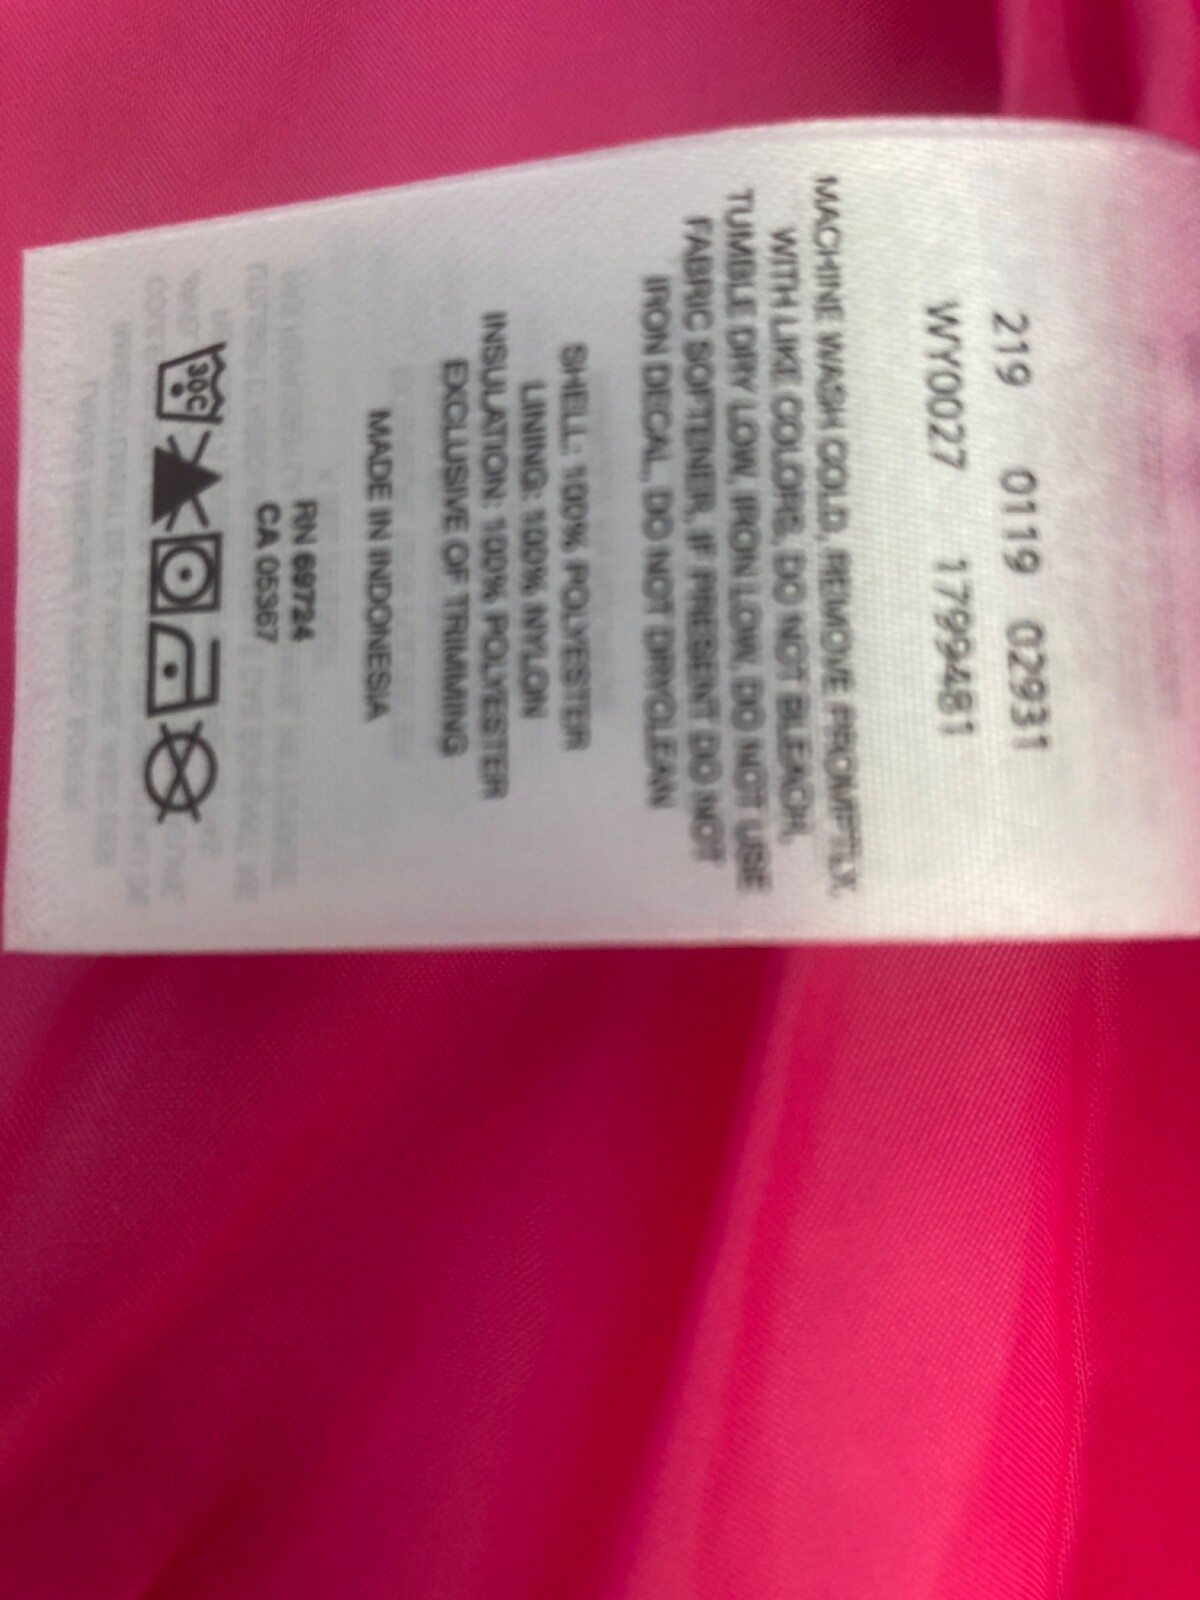 219 0119 02931
WY0027 1799481
MACHINE WASH COLD, REMOVE PROMPTLY,
WITH LIKE COLORS, DO NOT BLEACH,
TUMBLE DRY LOW, IRON LOW, DO NOT USE
FABRIC SOFTENER, IF PRESENT DO NOT
IRON DECAL, DO NOT DRYCLEAN
SHELL: 100% POLYESTER
LINING: 100% NYLON
INSULATION: 100% POLYESTER
EXCLUSIVE OF TRIMMING
MADE IN INDONESIA
RN 69724
CA 05367
30C